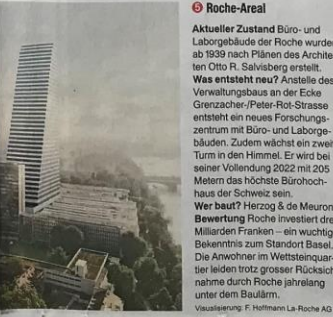 5 Roche-Areal
Aktueller Zustand Büro- und
Laborgebäude der Roche wurden
ab 1939 nach Plänen des Archite
ten Otto R. Salvisberg erstellt.
Was entsteht neu? Anstelle des
Verwaltungsbaus an der Ecke
Grenzacher-/Peter-Rot-Strasse
entsteht ein neues Forschungs-
zentrum mit Büro- und Laborge-
bäuden. Zudem wächst ein zweit
Turm in den Himmel. Er wird bei
seiner Vollendung 2022 mit 205
Metern das höchste Bürohoch-
haus der Schweiz sein.
Wer baut? Herzog & de Meuron
Bewertung Roche investiert drei
Milliarden Franken – ein wuchtig
Bekenntnis zum Standort Basel.
Die Anwohner im Wettsteinquar-
tier leiden trotz grosser Rücksich
nahme durch Roche jahrelang
unter dem Baulärm.
Visualisierung: F. Hoffmann La-Roche AG